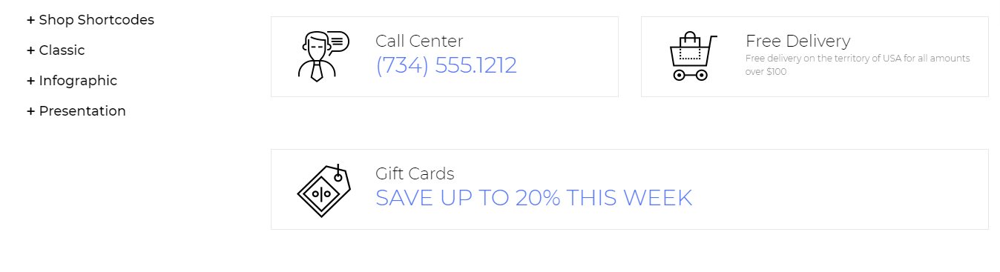 + Shop Shortcodes
+ Classic
+ Infographic
+ Presentation
Call Center
(734) 555.1212
Free Delivery
Free delivery on the territory of USA for all amounts
over $100
Gift Cards
SAVE UP TO 20% THIS WEEK